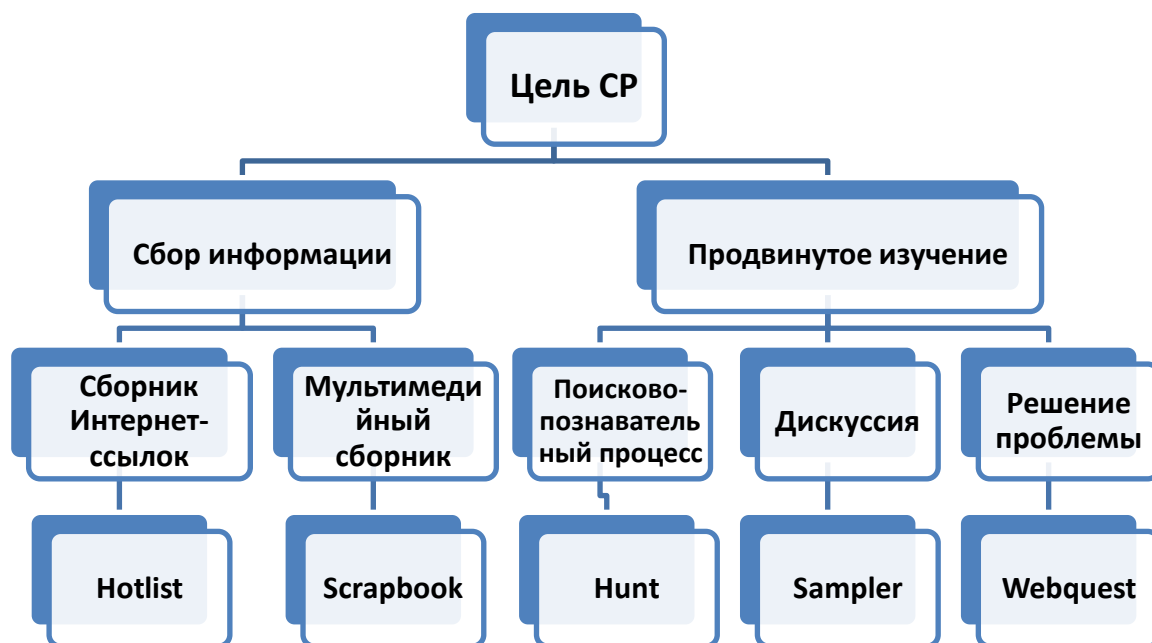 Цель СР
Сбор информации
Продвинутое изучение
Сборник
Интернет-
ссылок
Мультимеди
йный
сборник
Поисково-
познаватель
ный процесс
Дискуссия
Решение
проблемы
Hotlist
Scrapbook
Hunt
Sampler
Webquest